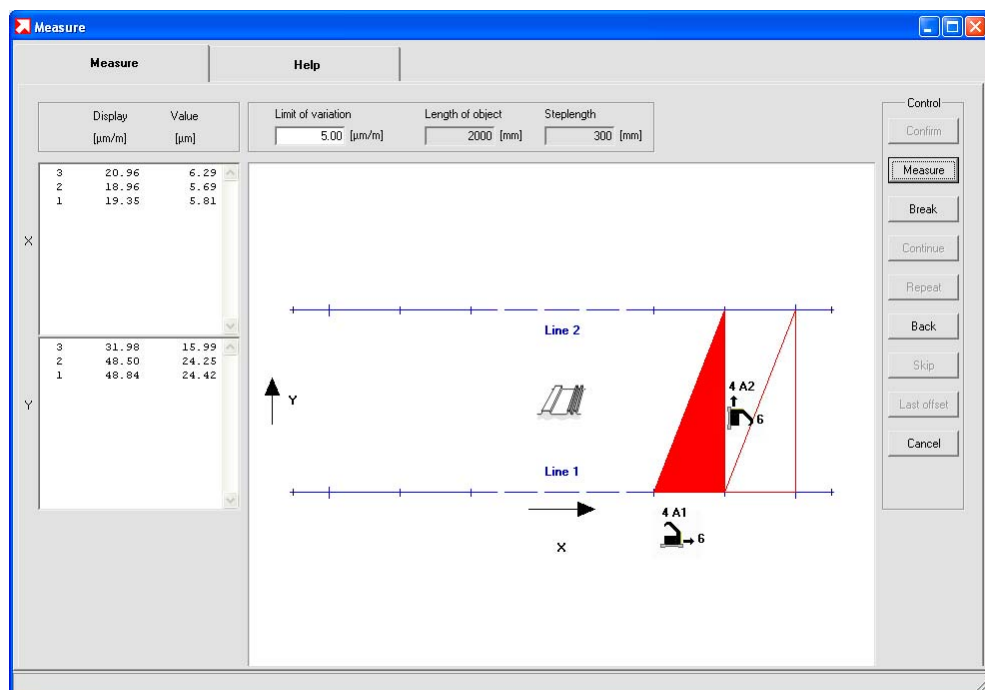 Measure
Measure Help
Display Value
[µm/m] [µm]
Limit of variation Length of object Steplength
5.00 [µm/m] 2000 [mm] 300 [mm]
X
3 20.96 6.29
2 18.96 5.69
1 19.35 5.81
Y
3 31.98 15.99
2 48.50 24.25
1 48.84 24.42
Line 2
Y
4 A2
6
Line 1
4 A1
6
X
Control
Confirm
Measure
Break
Continue
Repeat
Back
Skip
Last offset
Cancel